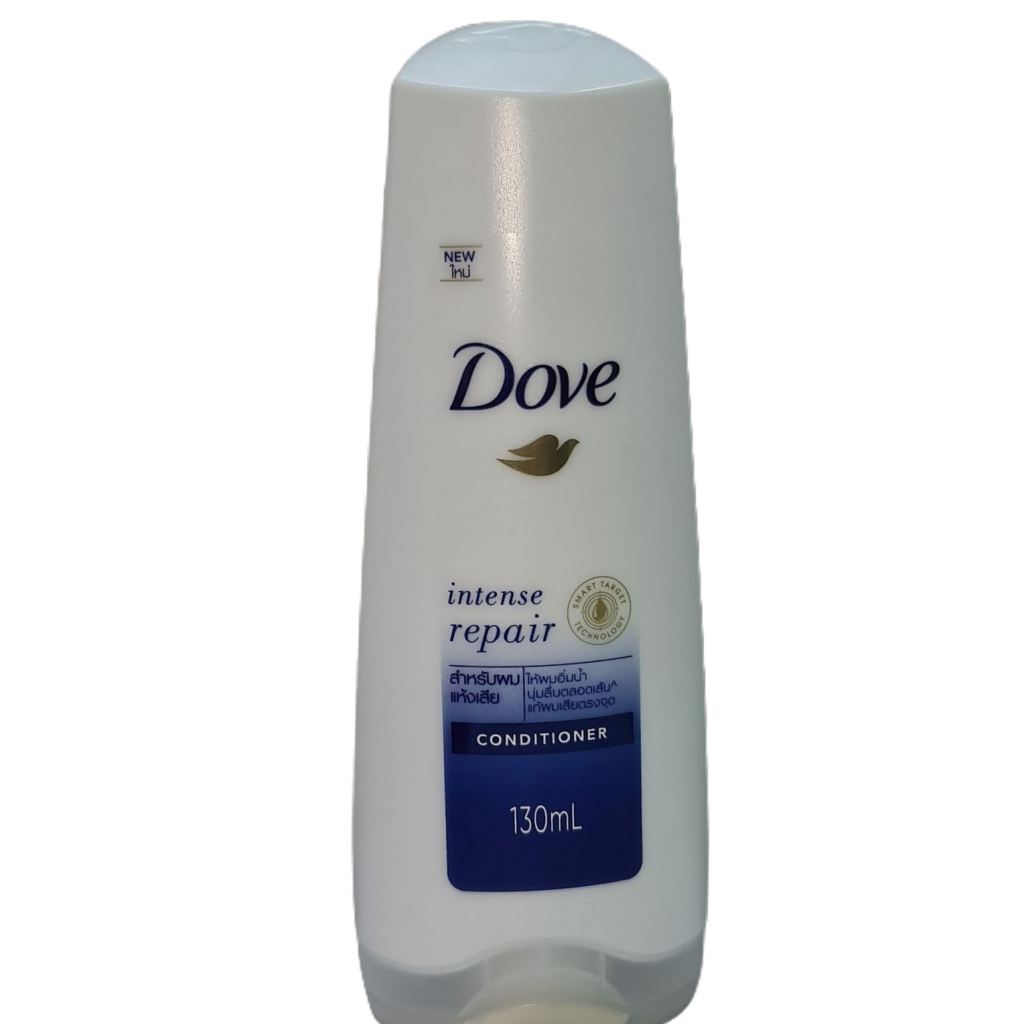 NEW
ใหม่
Dove
intense
repair
SMART TARGET
TECHNOLOGY
สำหรับผม
แห้งเสีย
ให้ผมอิ่มน้ำ
นุ่มลื่นตลอดเส้น^
แก้ผมเสียตรงจุด
CONDITIONER
130mL